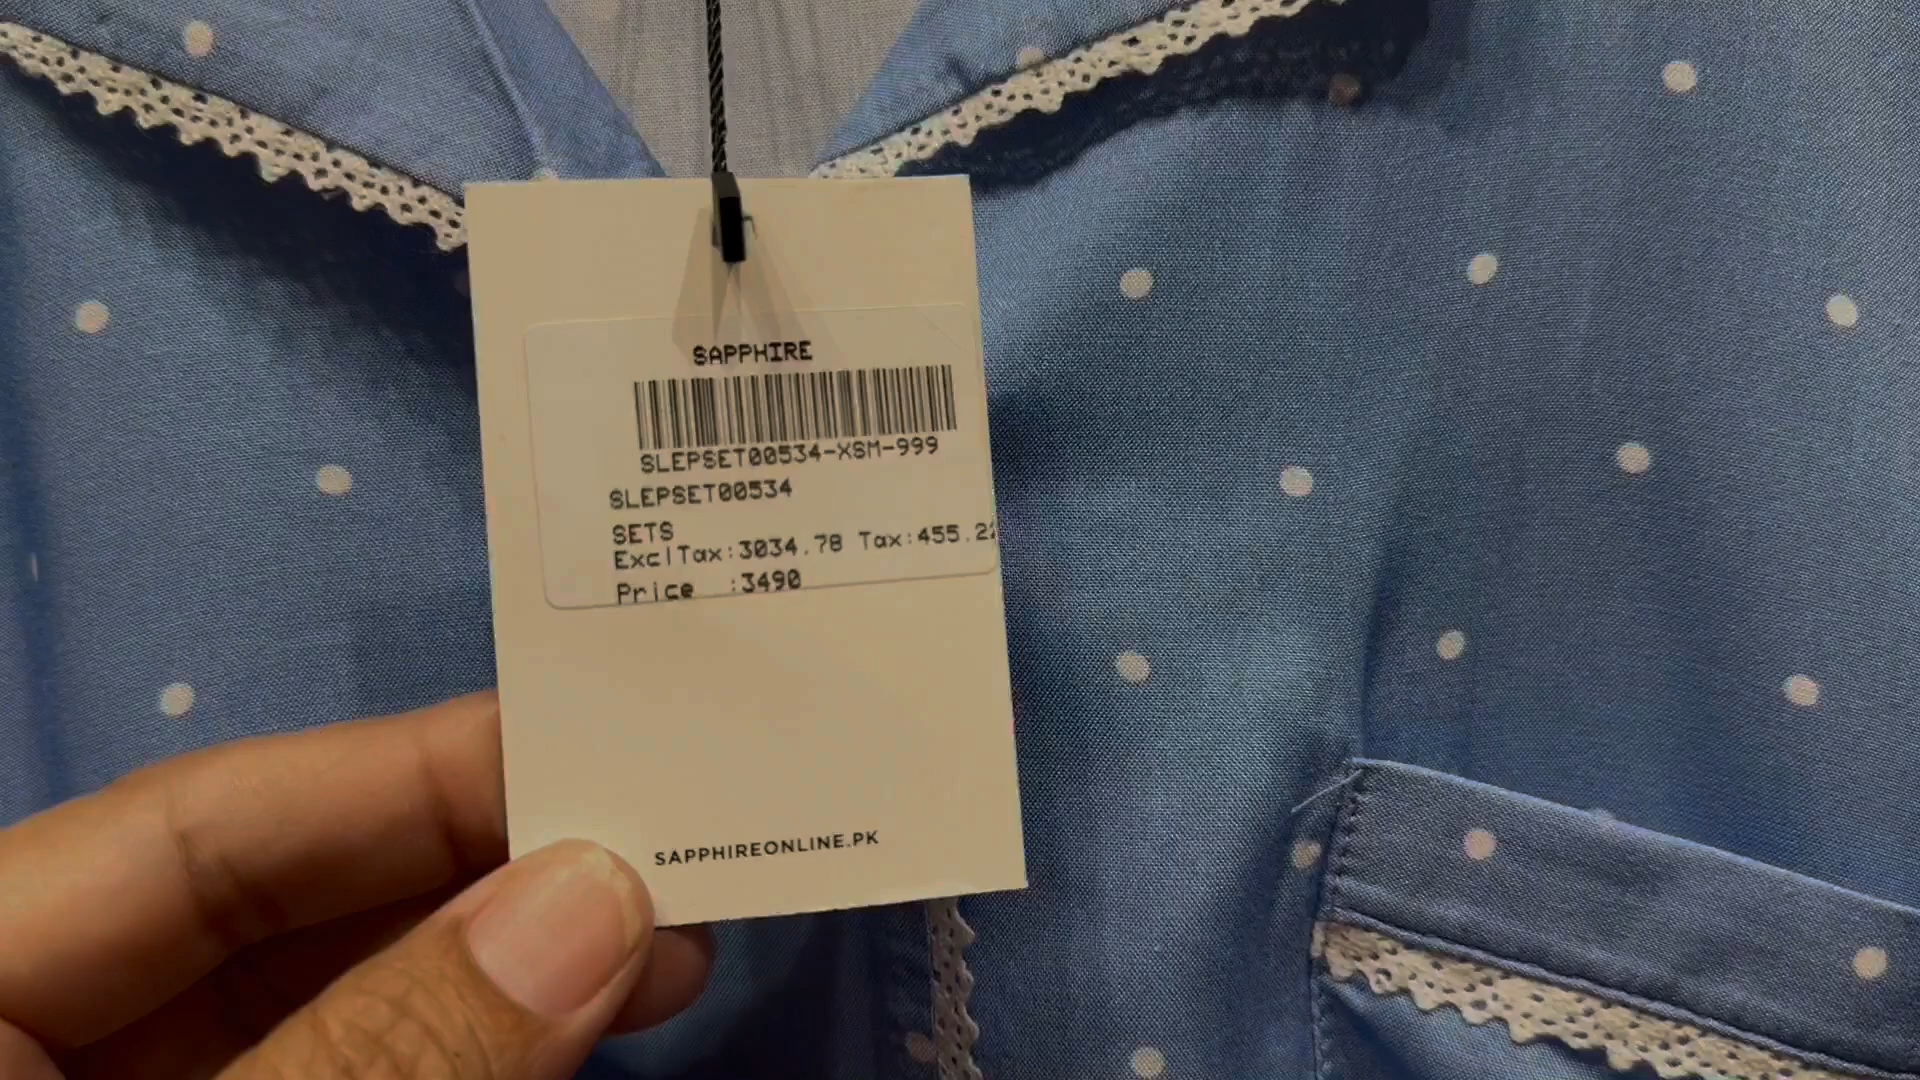 SAPPHIRE
SLEPSET00534-XSM-999
SLEPSET00534
SETS
ExclTax:3034.78 Tax:455.22
Price :3490
SAPPHIREONLINE.PK